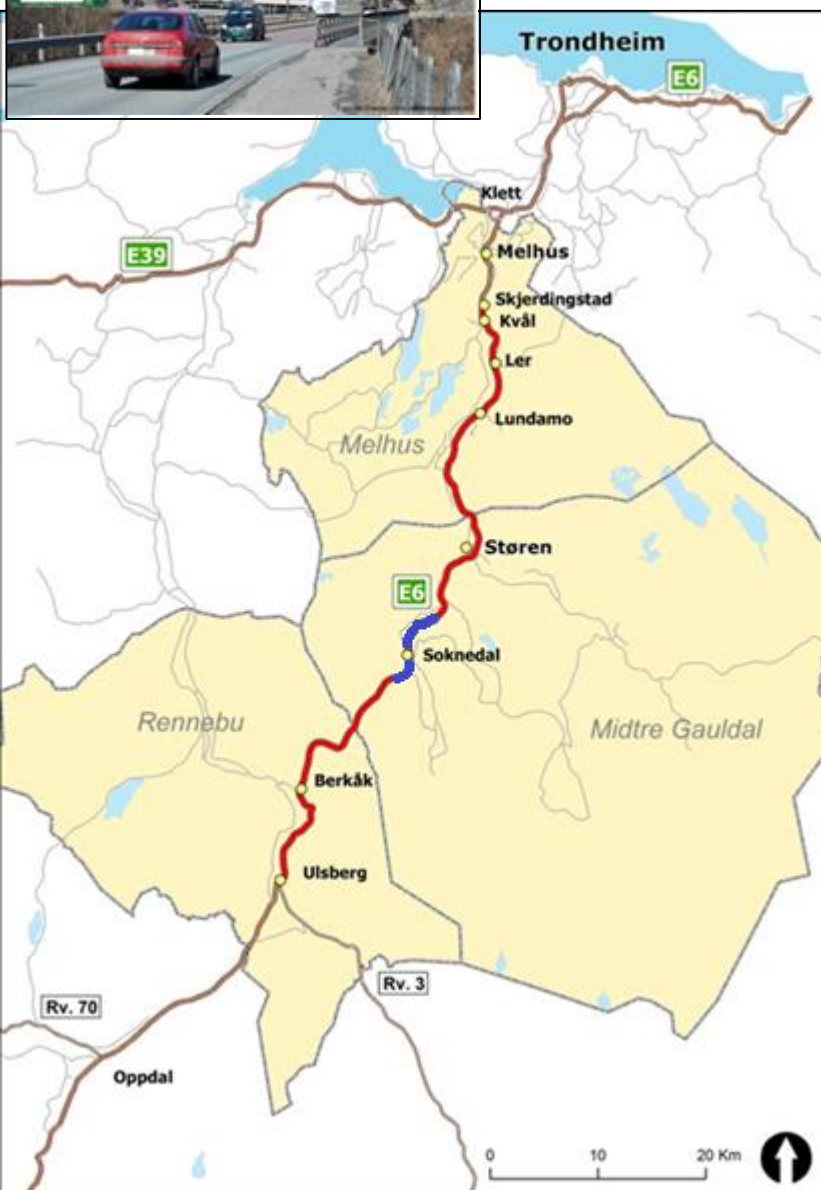 Trondheim
E6
Klett
E39
Melhus
Skjerdingstad
Kvål
Ler
Lundamo
Melhus
Støren
E6
Soknedal
Rennebu
Midtre Gauldal
Berkåk
Ulsberg
Rv. 3
Rv. 70
Oppdal
0 10 20 Km